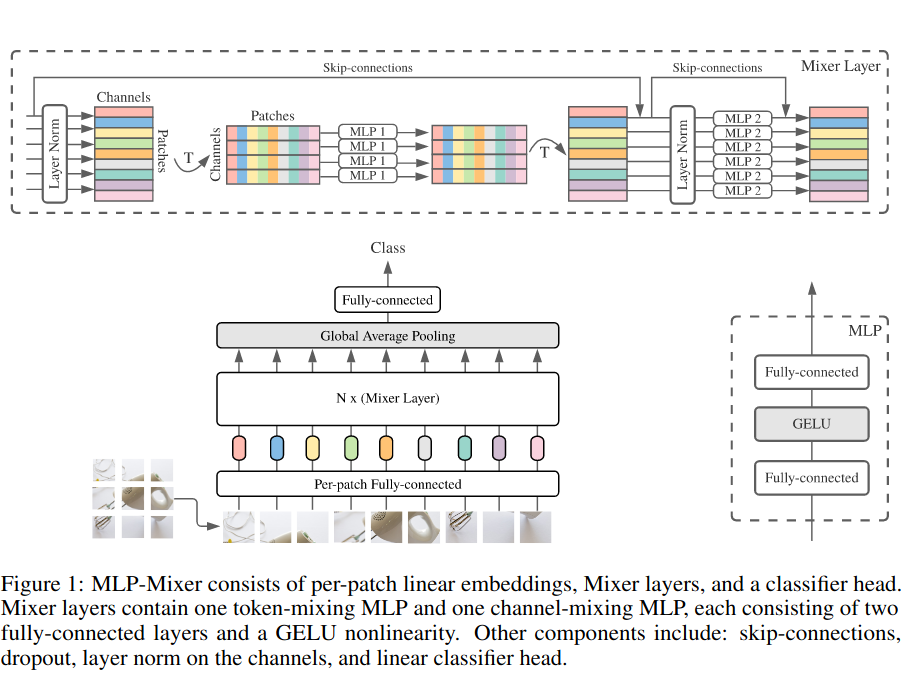 Skip-connections
Skip-connections
Mixer Layer
Channels
Layer Norm
Patches
T
Patches
Channels
MLP 1
MLP 1
MLP 1
MLP 1
T
Layer Norm
MLP 2
MLP 2
MLP 2
MLP 2
MLP 2
MLP 2
Class
Fully-connected
Global Average Pooling
N x (Mixer Layer)
Per-patch Fully-connected
MLP
Fully-connected
GELU
Fully-connected
Figure 1: MLP-Mixer consists of per-patch linear embeddings, Mixer layers, and a classifier head.
Mixer layers contain one token-mixing MLP and one channel-mixing MLP, each consisting of two
fully-connected layers and a GELU nonlinearity. Other components include: skip-connections,
dropout, layer norm on the channels, and linear classifier head.